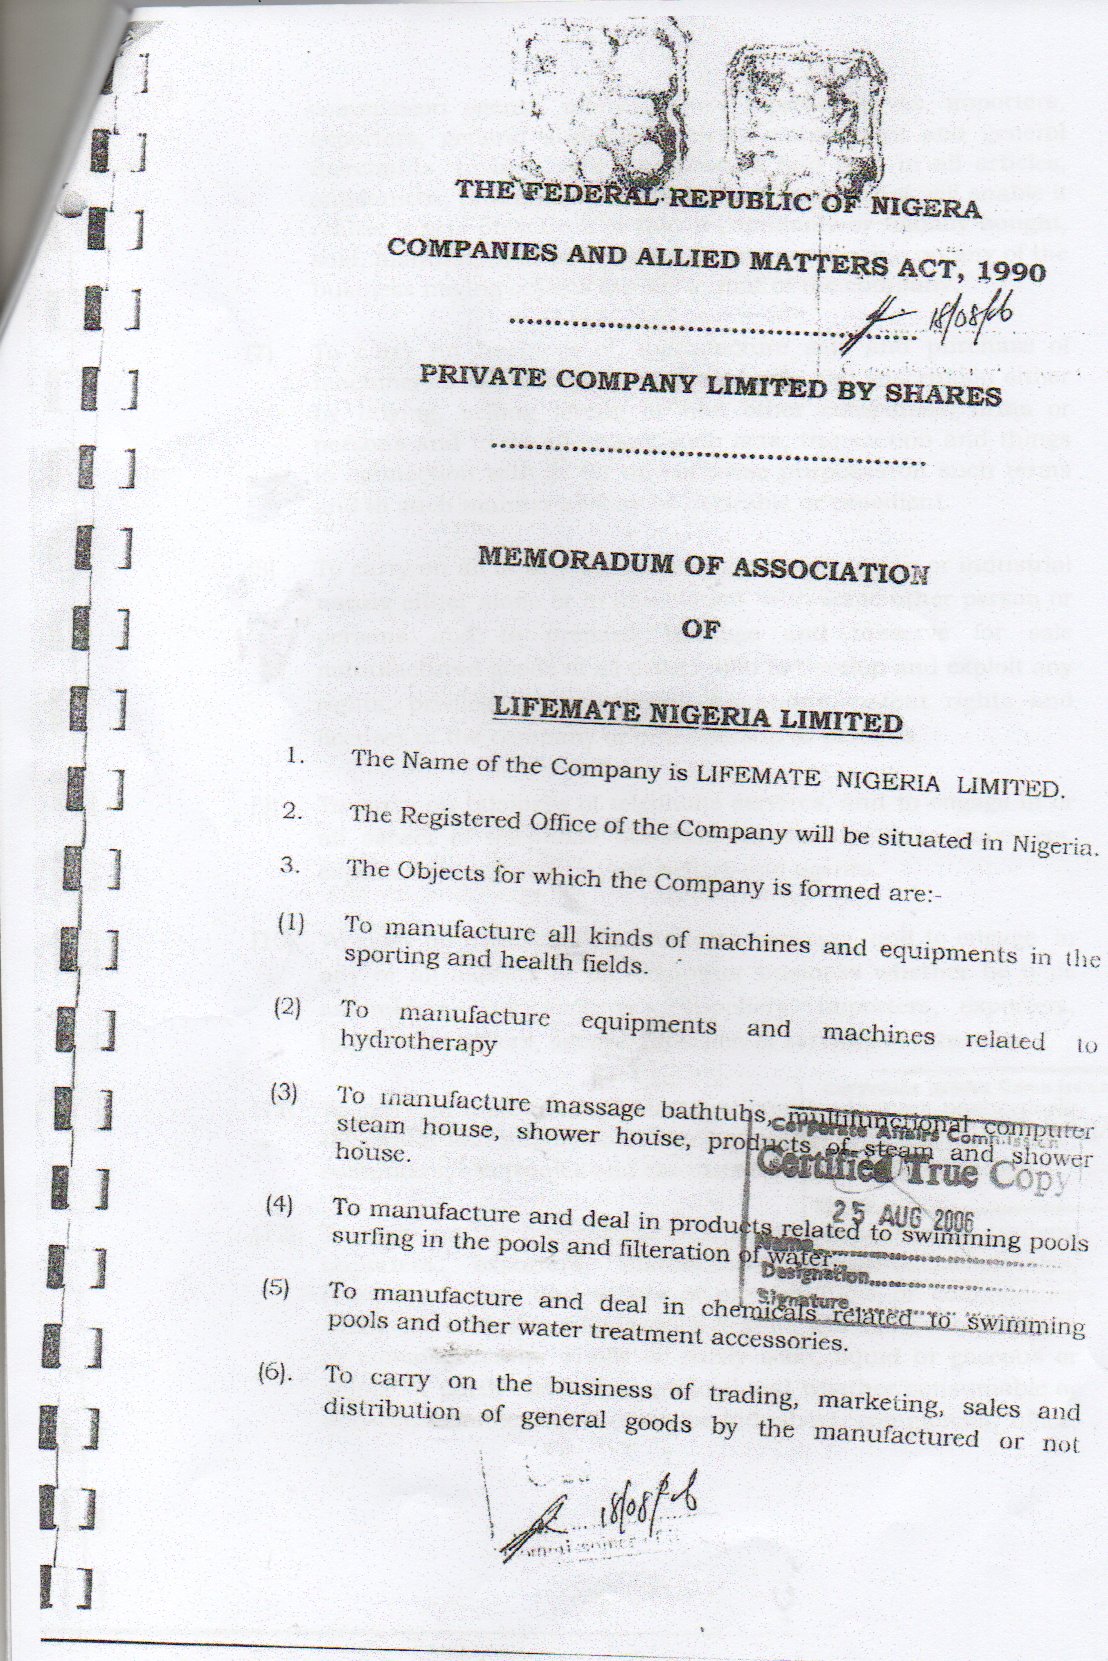 THE FEDERAL REPUBLIC OF NIGERA
COMPANIES AND ALLIED MATTERS ACT, 1990
18/08/06
PRIVATE COMPANY LIMITED BY SHARES
MEMORADUM OF ASSOCIATION
OF
LIFEMATE NIGERIA LIMITED
1. The Name of the Company is LIFEMATE NIGERIA LIMITED.
2. The Registered Office of the Company will be situated in Nigeria.
3. The Objects for which the Company is formed are:-
(1) To manufacture all kinds of machines and equipments in the
sporting and health fields.
(2) To manufacture equipments and machines related to
hydrotherapy
(3) To manufacture massage bathtubs, multifunctional computer
steam house, shower house, products of steam and shower
house.
Corporate Affairs Commission
Certified True Copy
25 AUG 2006
Name
Designation
Signature
(4) To manufacture and deal in products related to swimming pools
surfing in the pools and filteration of water.
(5) To manufacture and deal in chemicals related to swimming
pools and other water treatment accessories.
(6). To carry on the business of trading, marketing, sales and
distribution of general goods by the manufactured or not
18/08/06